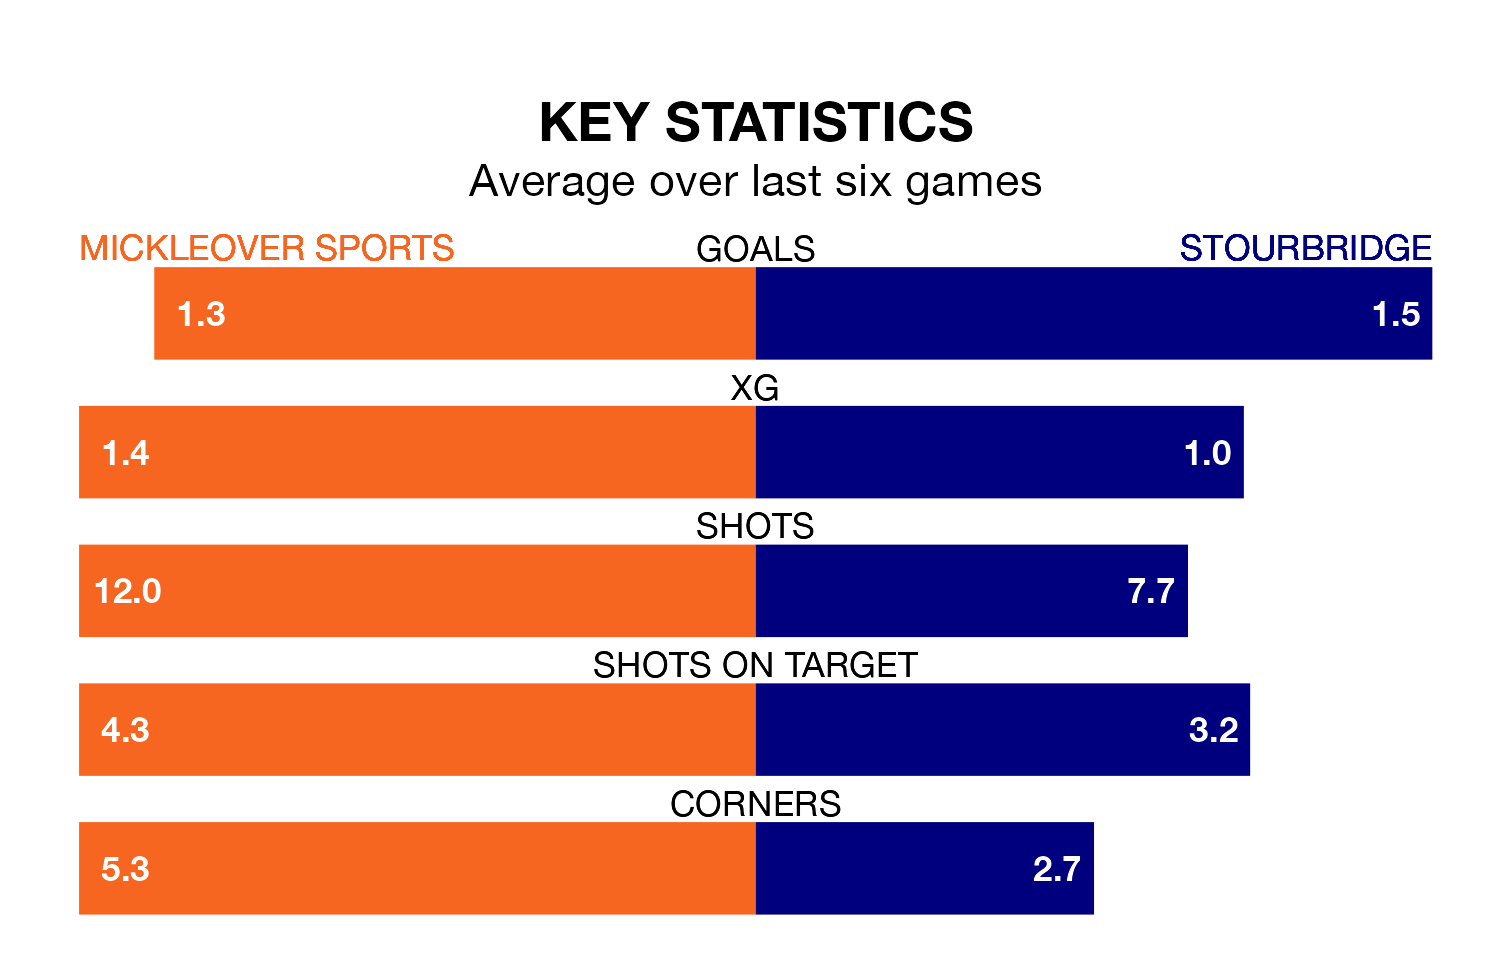 KEY STATISTICS
Average over last six games
MICKLEOVER SPORTS GOALS STOURBRIDGE
1.3 1.5
XG
1.4 1.0
SHOTS
12.0 7.7
SHOTS ON TARGET
4.3 3.2
CORNERS
5.3 2.7